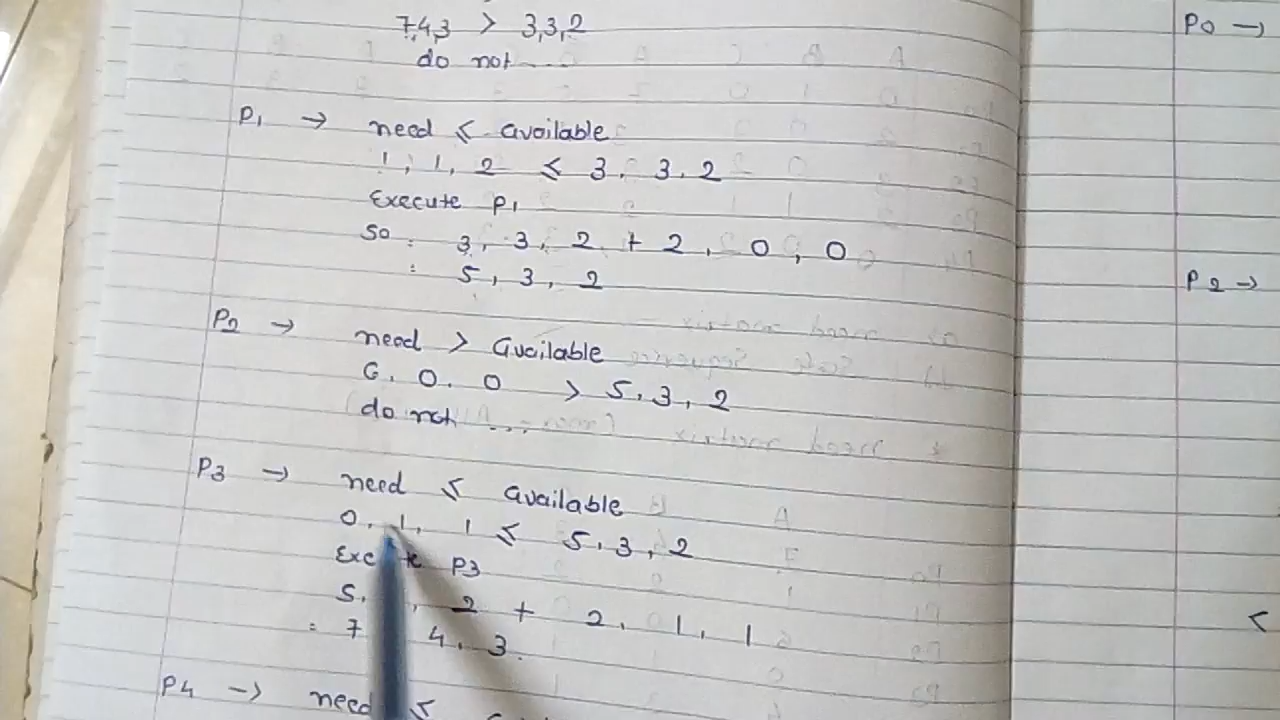 7,4,3 > 3,3,2
do not ...
P1 → need ≤ available
1, 1, 2 ≤ 3, 3, 2
Execute P1
So : 3, 3, 2 + 2, 0, 0
: 5, 3, 2
P2 → need > available
6, 0, 0 > 5, 3, 2
do not ...
P3 → need ≤ available
0, 1, 1 ≤ 5, 3, 2
P3
5, 2 + 2, 1, 1
= 7 4, 3.
P4 → need ≤
P0 →
P2 →
<